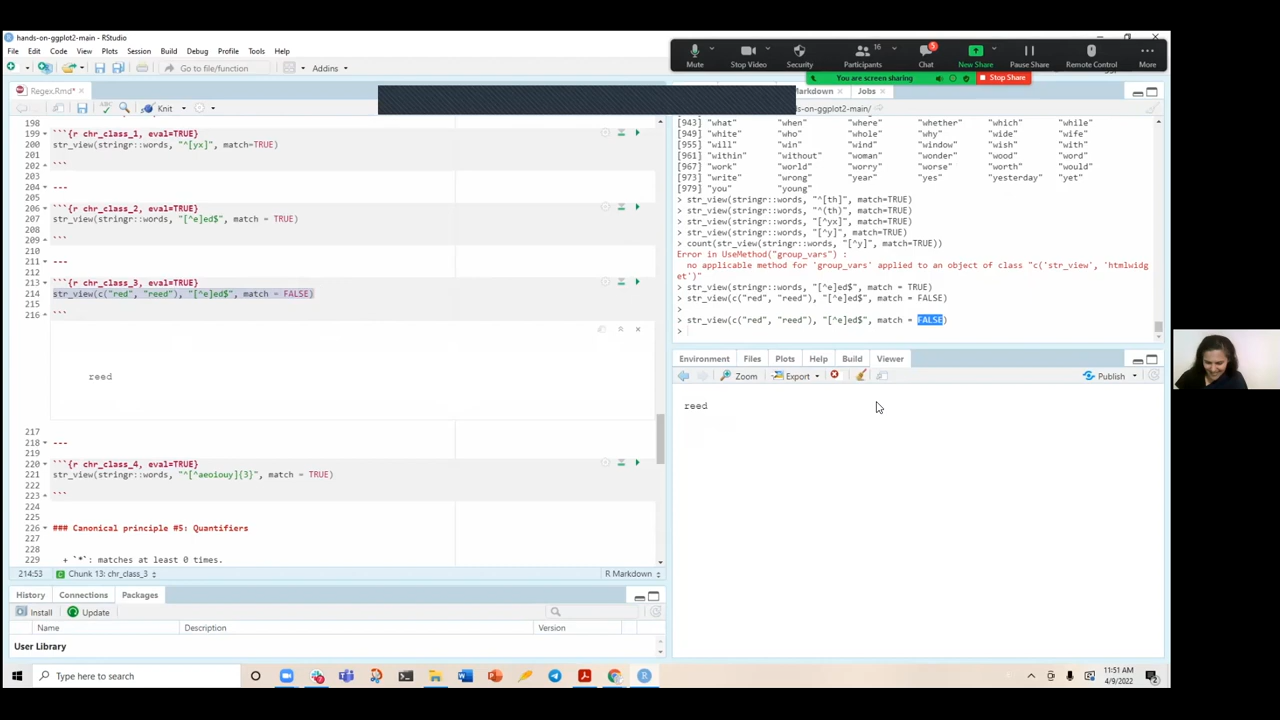 hands-on-ggplot2-main - RStudio
File Edit Code View Plots Session Build Debug Profile Tools Help
Go to file/function Addins
Mute Stop Video Security Participants 16 Chat 5 New Share Pause Share Remote Control More
You are screen sharing Stop Share
Regex.Rmd*
Knit
198
199 ```{r chr_class_1, eval=TRUE}
200 str_view(stringr::words, "^[yx]", match=TRUE)
201
202 ```
203
204 ---
205
206 ```{r chr_class_2, eval=TRUE}
207 str_view(stringr::words, "[^e]ed$", match = TRUE)
208
209 ```
210
211 ---
212
213 ```{r chr_class_3, eval=TRUE}
214 str_view(c("red", "reed"), "[^e]ed$", match = FALSE)
215
216 ```
reed
217
218 ---
219
220 ```{r chr_class_4, eval=TRUE}
221 str_view(stringr::words, "^[^aeoiouy]{3}", match = TRUE)
222
223 ```
224
225
226 ### Canonical principle #5: Quantifiers
227
228
229 + `*`: matches at least 0 times.
214:53 Chunk 13: chr_class_3 R Markdown
History Connections Packages
Install Update
Name Description Version
User Library
Markdown Jobs
hands-on-ggplot2-main/
[943] "what" "when" "where" "whether" "which" "while"
[949] "white" "who" "whole" "why" "wide" "wife"
[955] "will" "win" "wind" "window" "wish" "with"
[961] "within" "without" "woman" "wonder" "wood" "word"
[967] "work" "world" "worry" "worse" "worth" "would"
[973] "write" "wrong" "year" "yes" "yesterday" "yet"
[979] "you" "young"
> str_view(stringr::words, "^[th]", match=TRUE)
> str_view(stringr::words, "^(th)", match=TRUE)
> str_view(stringr::words, "[^yx]", match=TRUE)
> str_view(stringr::words, "[^y]", match=TRUE)
> count(str_view(stringr::words, "[^y]", match=TRUE))
Error in UseMethod("group_vars") :
no applicable method for 'group_vars' applied to an object of class "c('str_view', 'htmlwidg
et')"
> str_view(stringr::words, "[^e]ed$", match = TRUE)
> str_view(c("red", "reed"), "[^e]ed$", match = FALSE)
>
> str_view(c("red", "reed"), "[^e]ed$", match = FALSE)
>
Environment Files Plots Help Build Viewer
Zoom Export Publish
reed
Type here to search
11:51 AM
4/9/2022
2